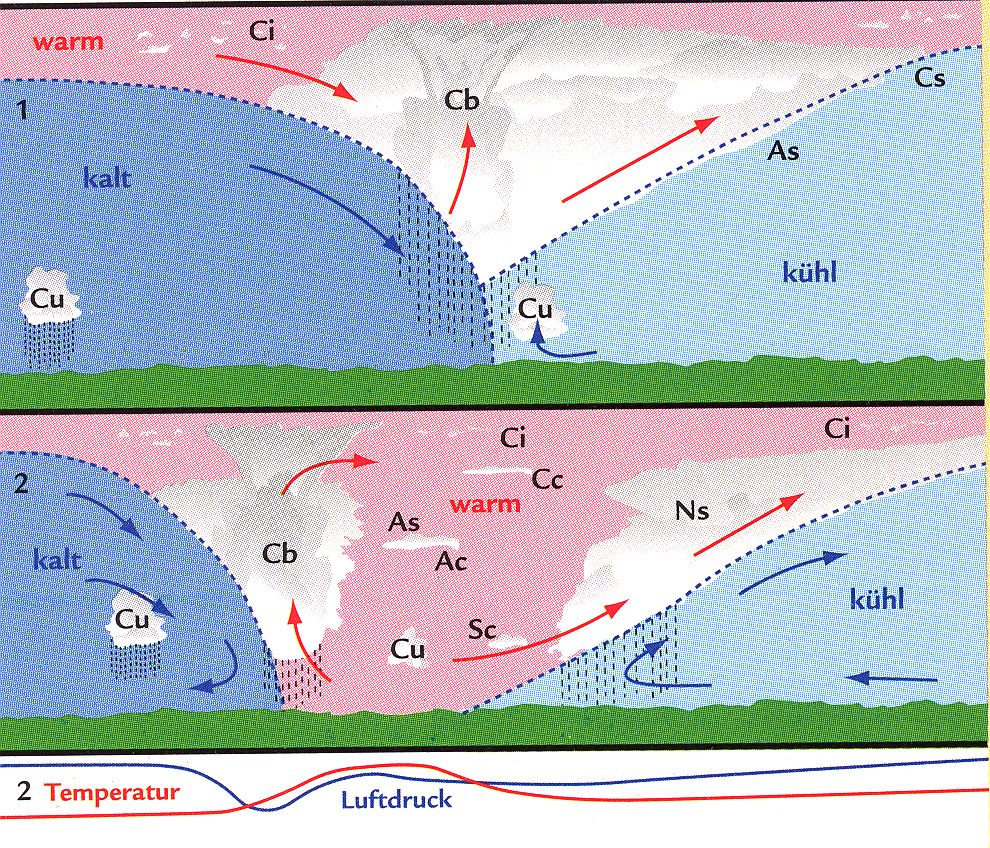 warm
Ci
1
Cb
Cs
As
kalt
kühl
Cu
Cu
2
Ci
Ci
Cc
warm
Ns
As
Cb
Ac
kalt
kühl
Cu
Sc
Cu
2 Temperatur
Luftdruck